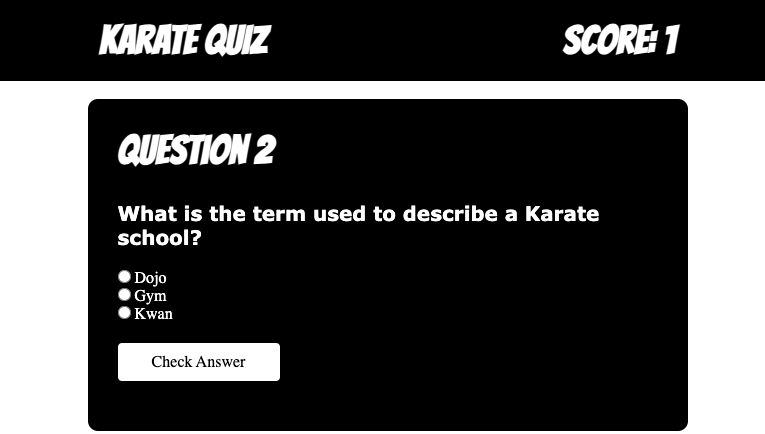 KARATE QUIZ
SCORE: 1
QUESTION 2
What is the term used to describe a Karate
school?
Dojo
Gym
Kwan
Check Answer